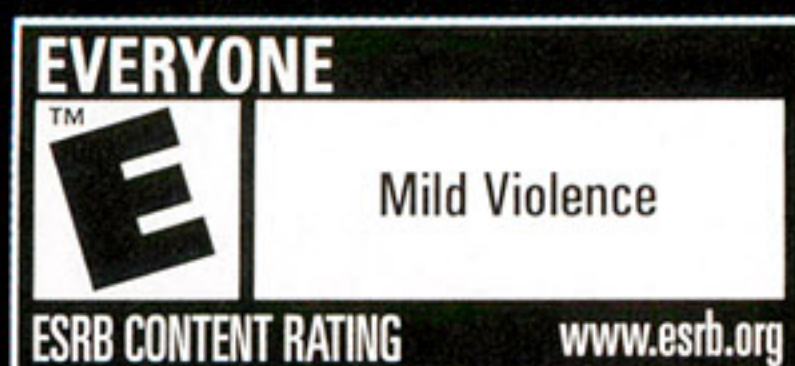 EVERYONE
TM
E
Mild Violence
ESRB CONTENT RATING www.esrb.org